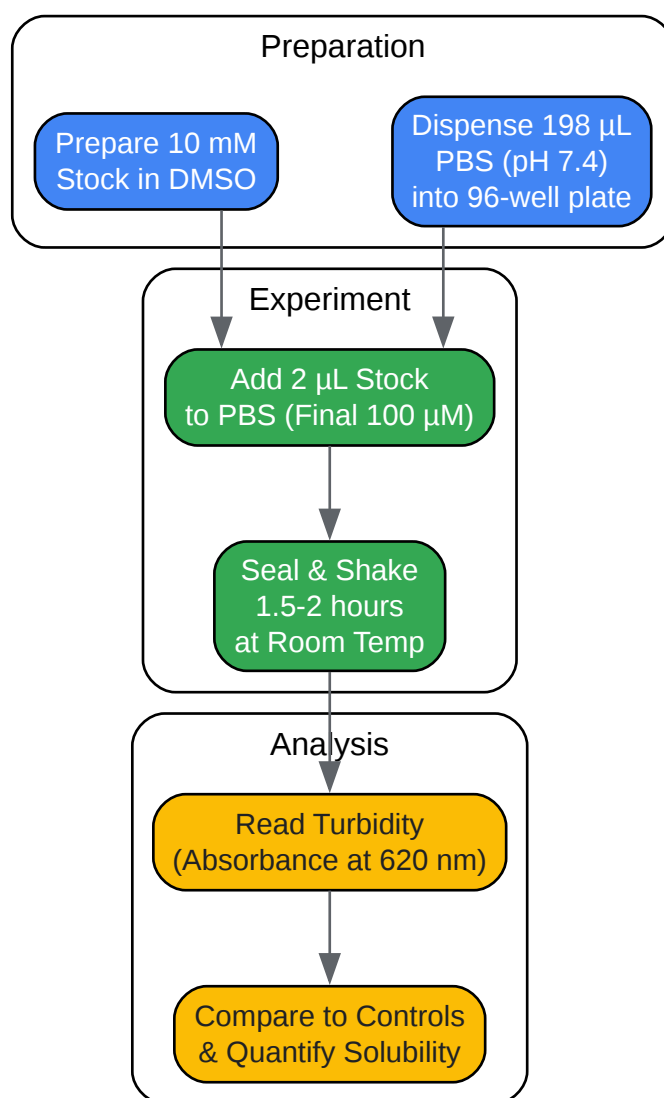 Preparation
Prepare 10 mM
Stock in DMSO
Dispense 198 µL
PBS (pH 7.4)
into 96-well plate
Experiment
Add 2 µL Stock
to PBS (Final 100 µM)
Seal & Shake
1.5-2 hours
at Room Temp
Analysis
Read Turbidity
(Absorbance at 620 nm)
Compare to Controls
& Quantify Solubility